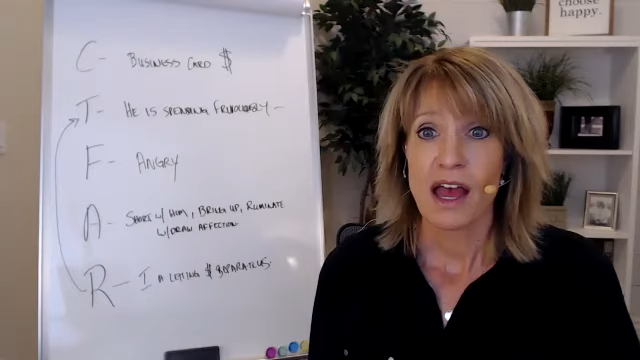 choose
happy.
C- BUSINESS CARD $
T- HE IS SPENDING FRIVOLOUSLY -
F- ANGRY
A- SHORT W/ HIM, BRING UP, RUMINATE
W/DRAW AFFECTION
R- I LETTING $ SEPARATE US.